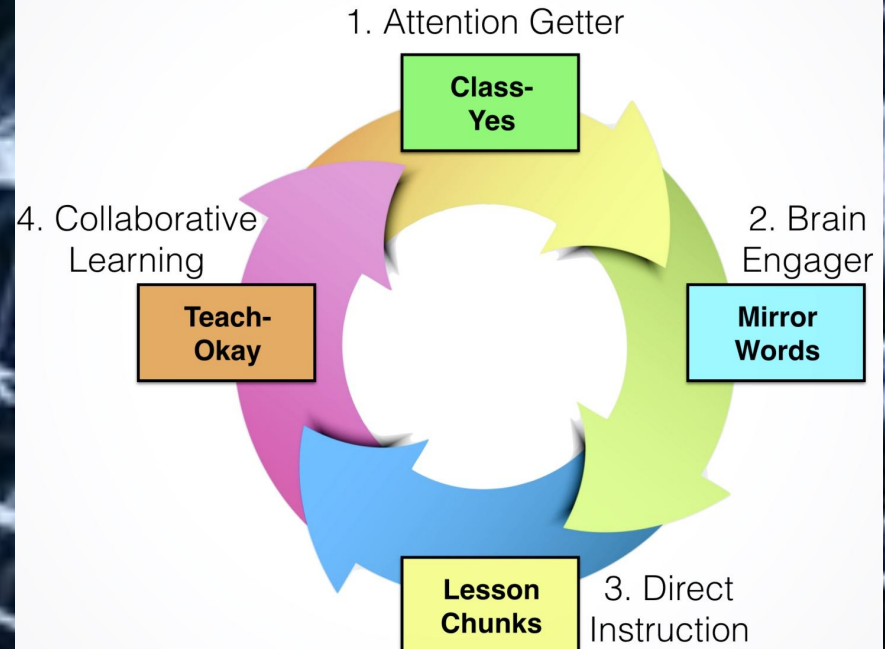 1. Attention Getter
Class-
Yes
2. Brain
Engager
Mirror
Words
3. Direct
Instruction
Lesson
Chunks
4. Collaborative
Learning
Teach-
Okay